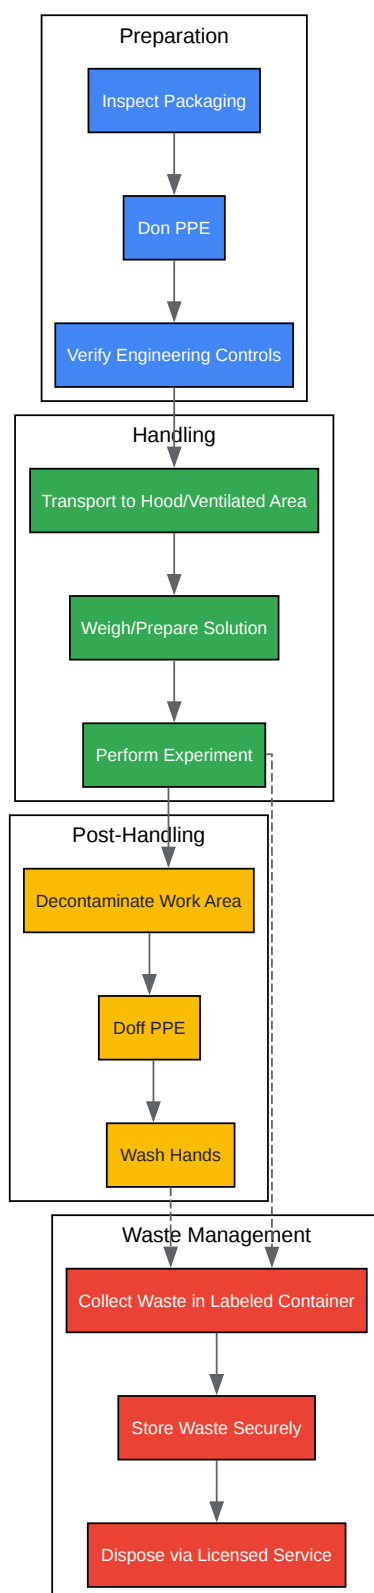 Preparation
Inspect Packaging
Don PPE
Verify Engineering Controls
Handling
Transport to Hood/Ventilated Area
Weigh/Prepare Solution
Perform Experiment
Post-Handling
Decontaminate Work Area
Doff PPE
Wash Hands
Waste Management
Collect Waste in Labeled Container
Store Waste Securely
Dispose via Licensed Service